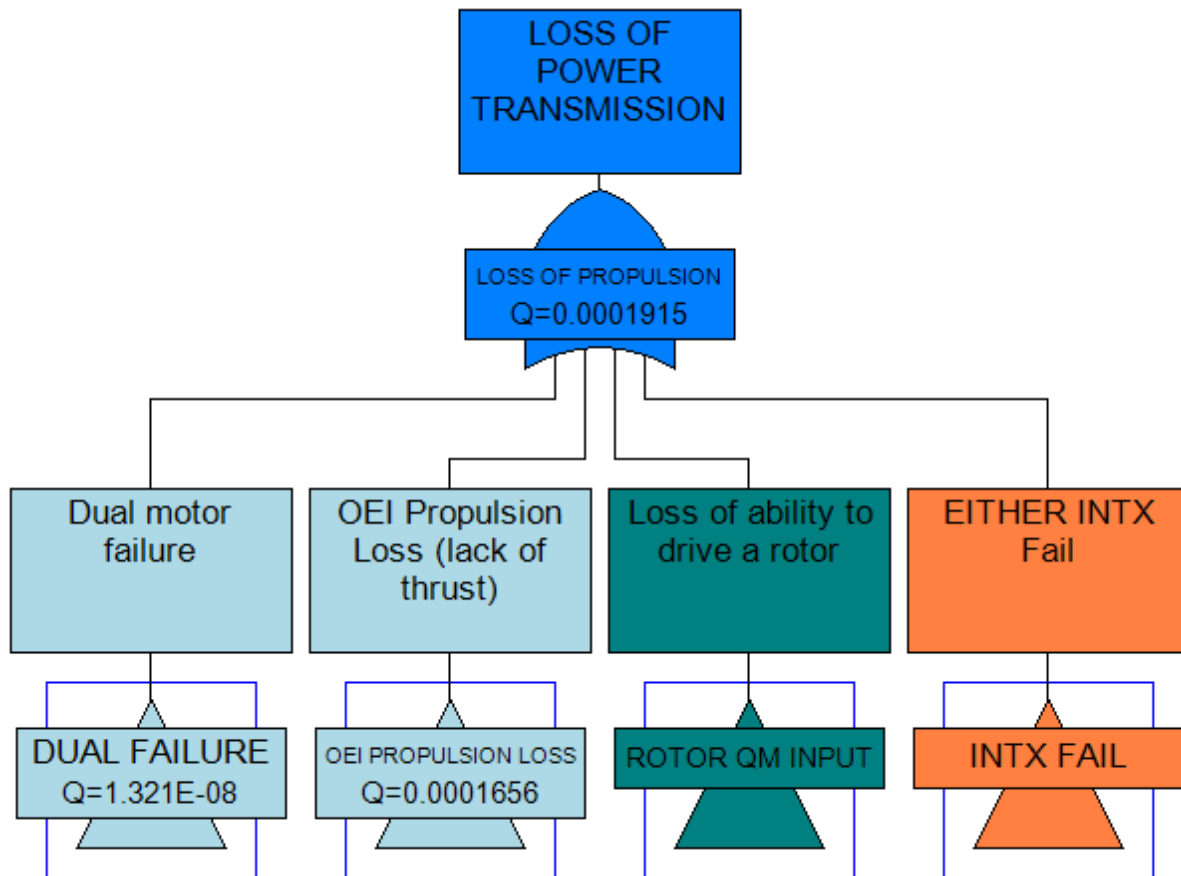 LOSS OF
POWER
TRANSMISSION
LOSS OF PROPULSION
Q=0.0001915
Dual motor
failure
OEI Propulsion
Loss (lack of
thrust)
Loss of ability to
drive a rotor
EITHER INTX
Fail
DUAL FAILURE
Q=1.321E-08
OEI PROPULSION LOSS
Q=0.0001656
ROTOR QM INPUT
INTX FAIL